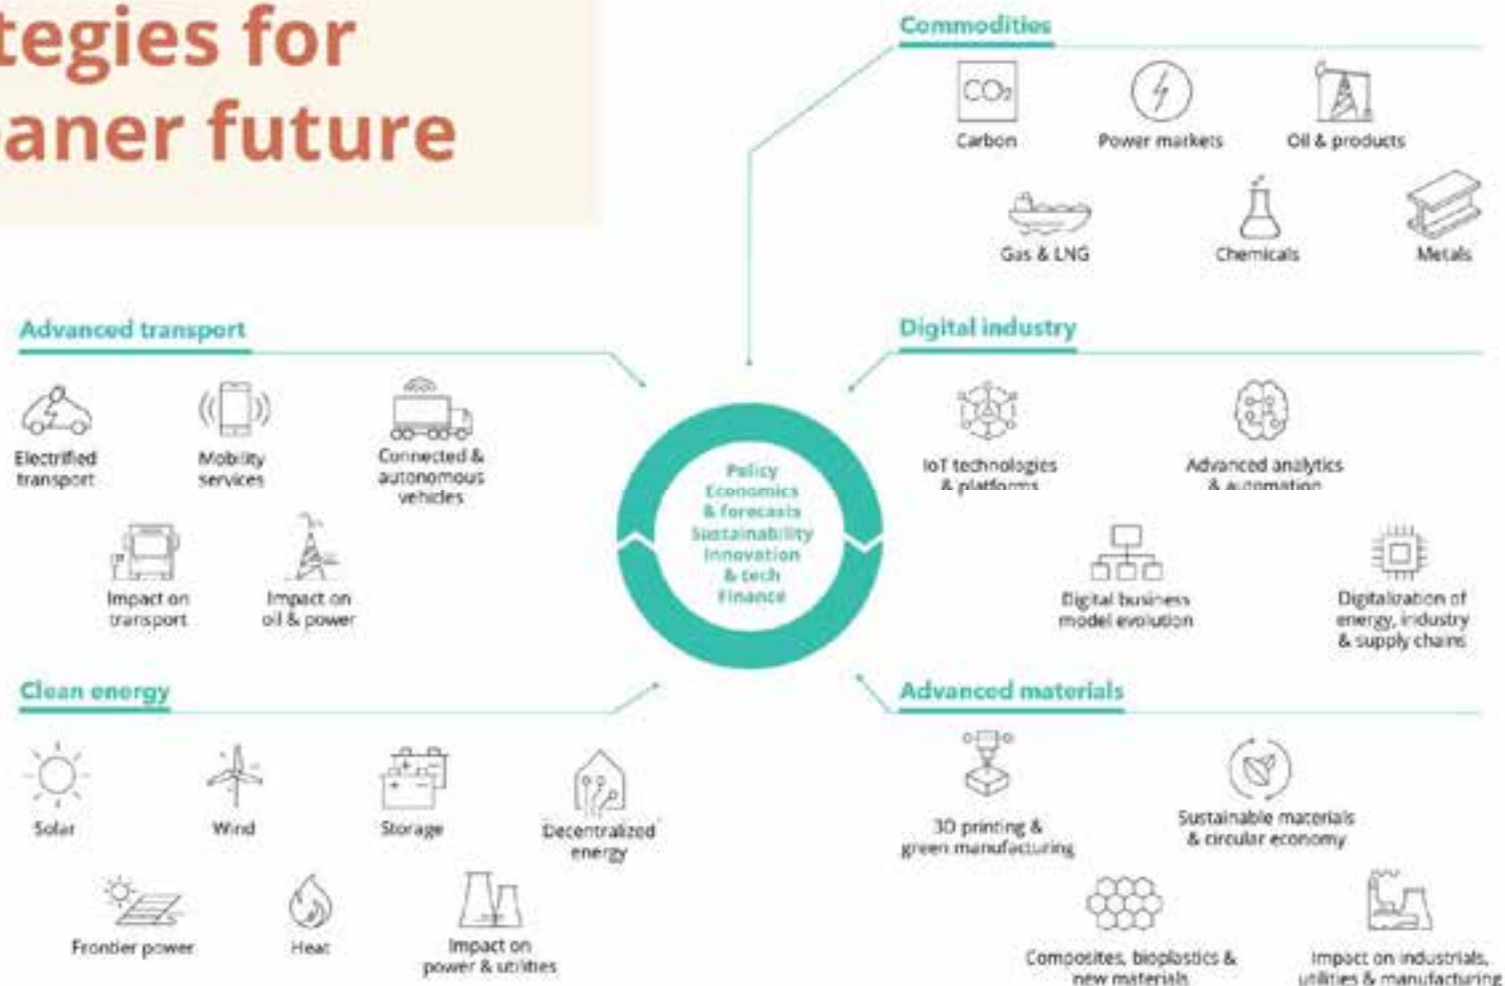 tegies for
aner future
Commodities
CO₂
Carbon
Power markets
Oil & products
Gas & LNG
Chemicals
Metals
Advanced transport
Electrified
transport
Mobility
services
Connected &
autonomous
vehicles
Impact on
transport
Impact on
oil & power
Digital industry
IoT technologies
& platforms
Advanced analytics
& automation
Digital business
model evolution
Digitalization of
energy, industry
& supply chains
Policy
Economics
& forecasts
Sustainability
Innovation
& tech
Finance
Clean energy
Solar
Wind
Storage
Decentralized
energy
Frontier power
Heat
Impact on
power & utilities
Advanced materials
3D printing &
green manufacturing
Sustainable materials
& circular economy
Composites, bioplastics &
new materials
Impact on industrials,
utilities & manufacturing